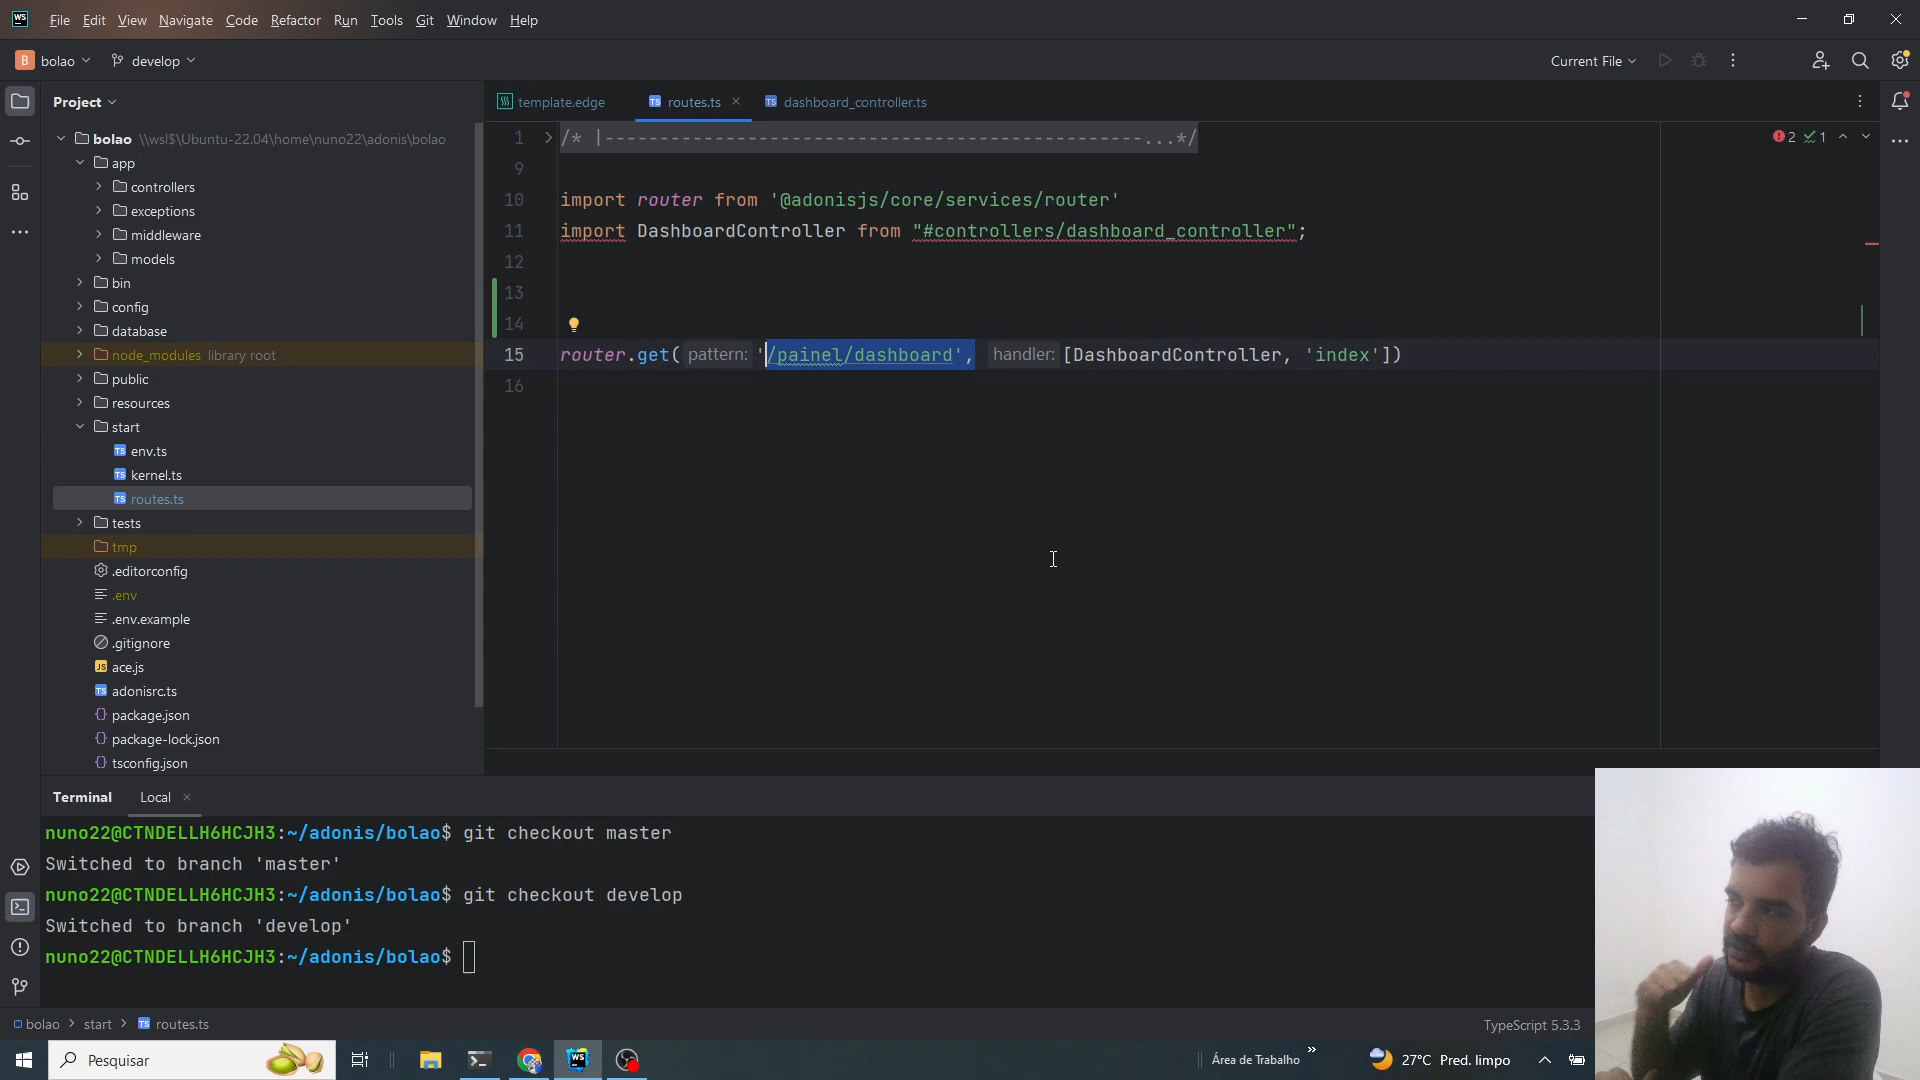 WS File Edit View Navigate Code Refactor Run Tools Git Window Help
B bolao develop Current File
Project
template.edge routes.ts dashboard_controller.ts
bolao \\wsl$\Ubuntu-22.04\home\nuno22\adonis\bolao
app
controllers
exceptions
middleware
models
bin
config
database
node_modules library root
public
resources
start
env.ts
kernel.ts
routes.ts
tests
tmp
.editorconfig
.env
.env.example
.gitignore
ace.js
adonisrc.ts
package.json
package-lock.json
tsconfig.json
1 /* |--------------------------------------------------...*/
2 1
9
10 import router from '@adonisjs/core/services/router'
11 import DashboardController from "#controllers/dashboard_controller";
12
13
14
15 router.get( pattern: '/painel/dashboard', handler: [DashboardController, 'index'])
16
Terminal Local
nuno22@CTNDELLH6HCJH3:~/adonis/bolao$ git checkout master
Switched to branch 'master'
nuno22@CTNDELLH6HCJH3:~/adonis/bolao$ git checkout develop
Switched to branch 'develop'
nuno22@CTNDELLH6HCJH3:~/adonis/bolao$
bolao > start > routes.ts TypeScript 5.3.3
Pesquisar WS Área de Trabalho » 27°C Pred. limpo